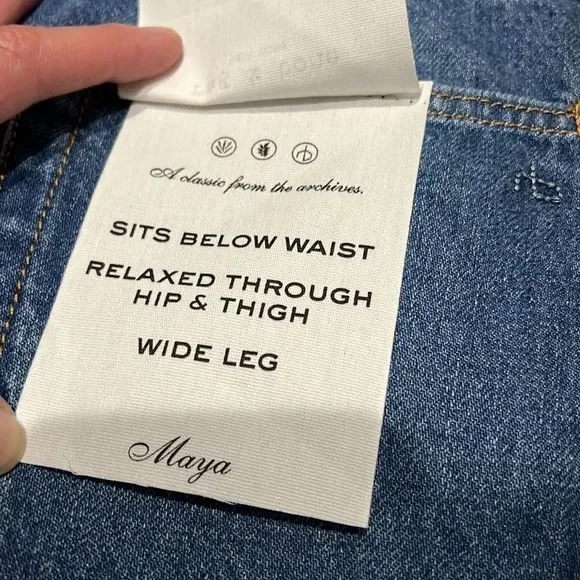 A classic from the archives.
SITS BELOW WAIST
RELAXED THROUGH
HIP & THIGH
WIDE LEG
Maya